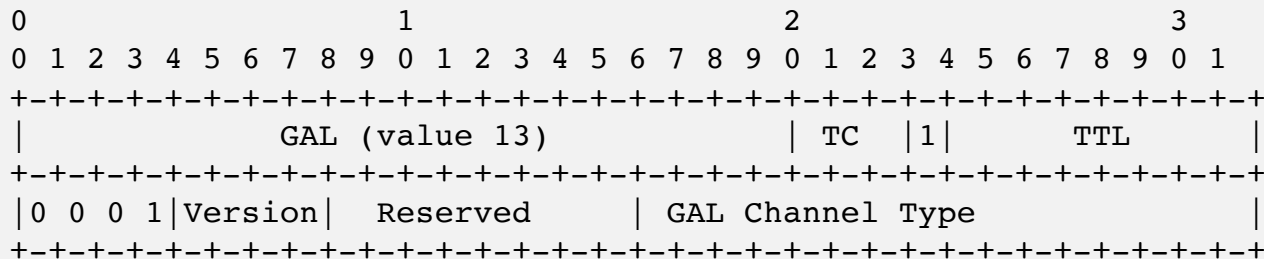 0                   1                   2                   3
0 1 2 3 4 5 6 7 8 9 0 1 2 3 4 5 6 7 8 9 0 1 2 3 4 5 6 7 8 9 0 1
+-+-+-+-+-+-+-+-+-+-+-+-+-+-+-+-+-+-+-+-+-+-+-+-+-+-+-+-+-+-+-+-+
|             GAL (value 13)            | TC  |1|      TTL      |
+-+-+-+-+-+-+-+-+-+-+-+-+-+-+-+-+-+-+-+-+-+-+-+-+-+-+-+-+-+-+-+-+
|0 0 0 1|Version|  Reserved     | GAL Channel Type              |
+-+-+-+-+-+-+-+-+-+-+-+-+-+-+-+-+-+-+-+-+-+-+-+-+-+-+-+-+-+-+-+-+